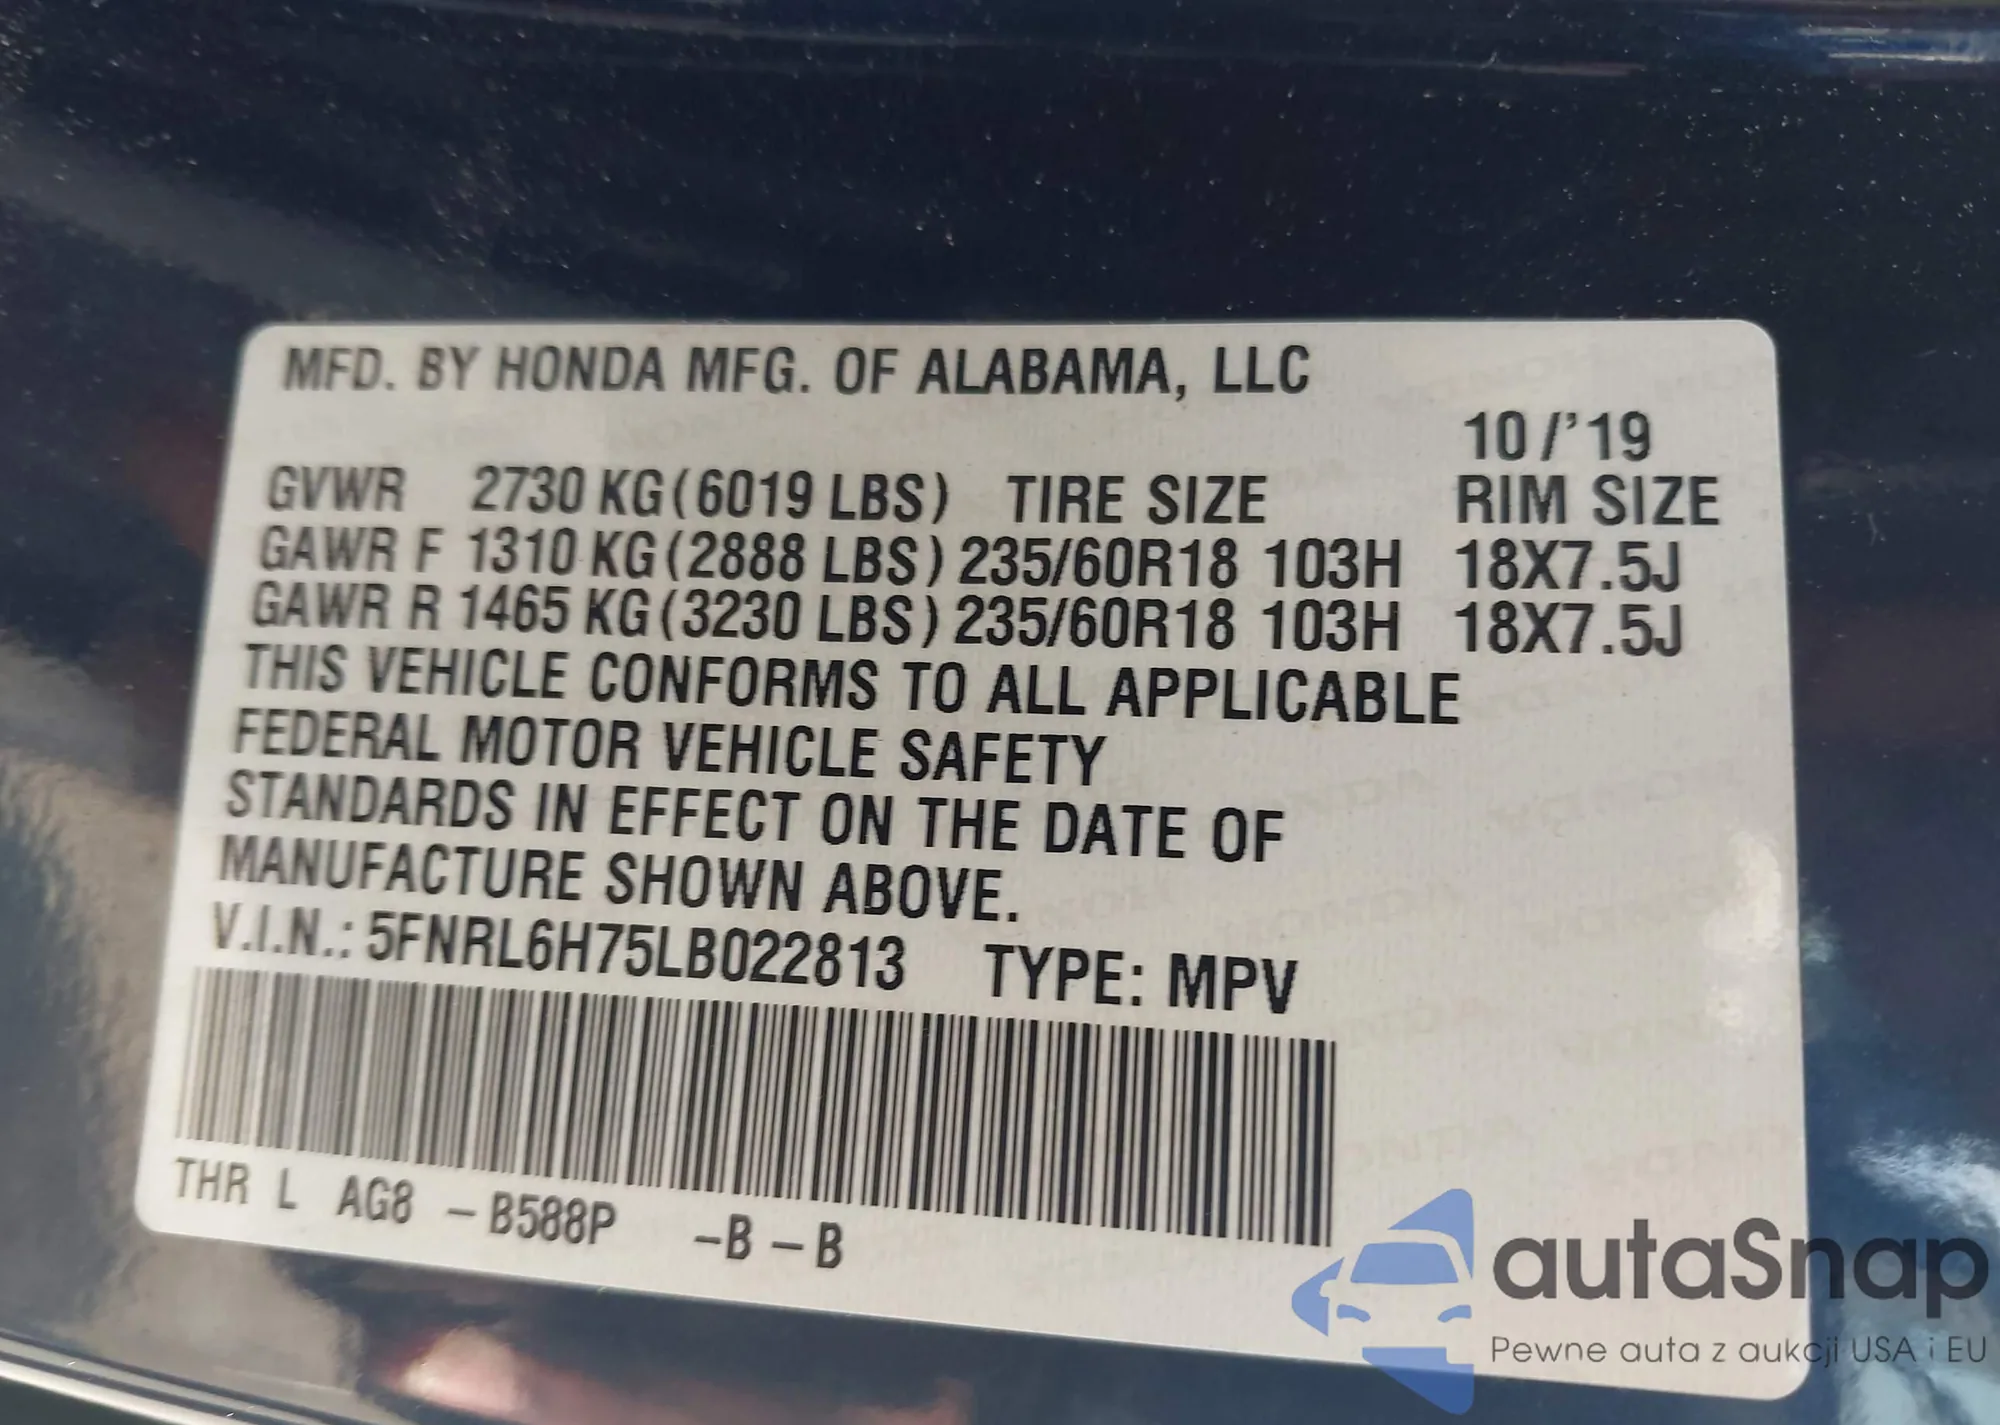 MFD. BY HONDA MFG. OF ALABAMA, LLC
10/'19
GVWR 2730 KG(6019 LBS) TIRE SIZE RIM SIZE
GAWR F 1310 KG(2888 LBS) 235/60R18 103H 18X7.5J
GAWR R 1465 KG(3230 LBS) 235/60R18 103H 18X7.5J
THIS VEHICLE CONFORMS TO ALL APPLICABLE
FEDERAL MOTOR VEHICLE SAFETY
STANDARDS IN EFFECT ON THE DATE OF
MANUFACTURE SHOWN ABOVE.
V.I.N.: 5FNRL6H75LB022813 TYPE: MPV
THR L AG8 -B588P -B-B
autaSnap
Pewne auta z aukcji USA i EU